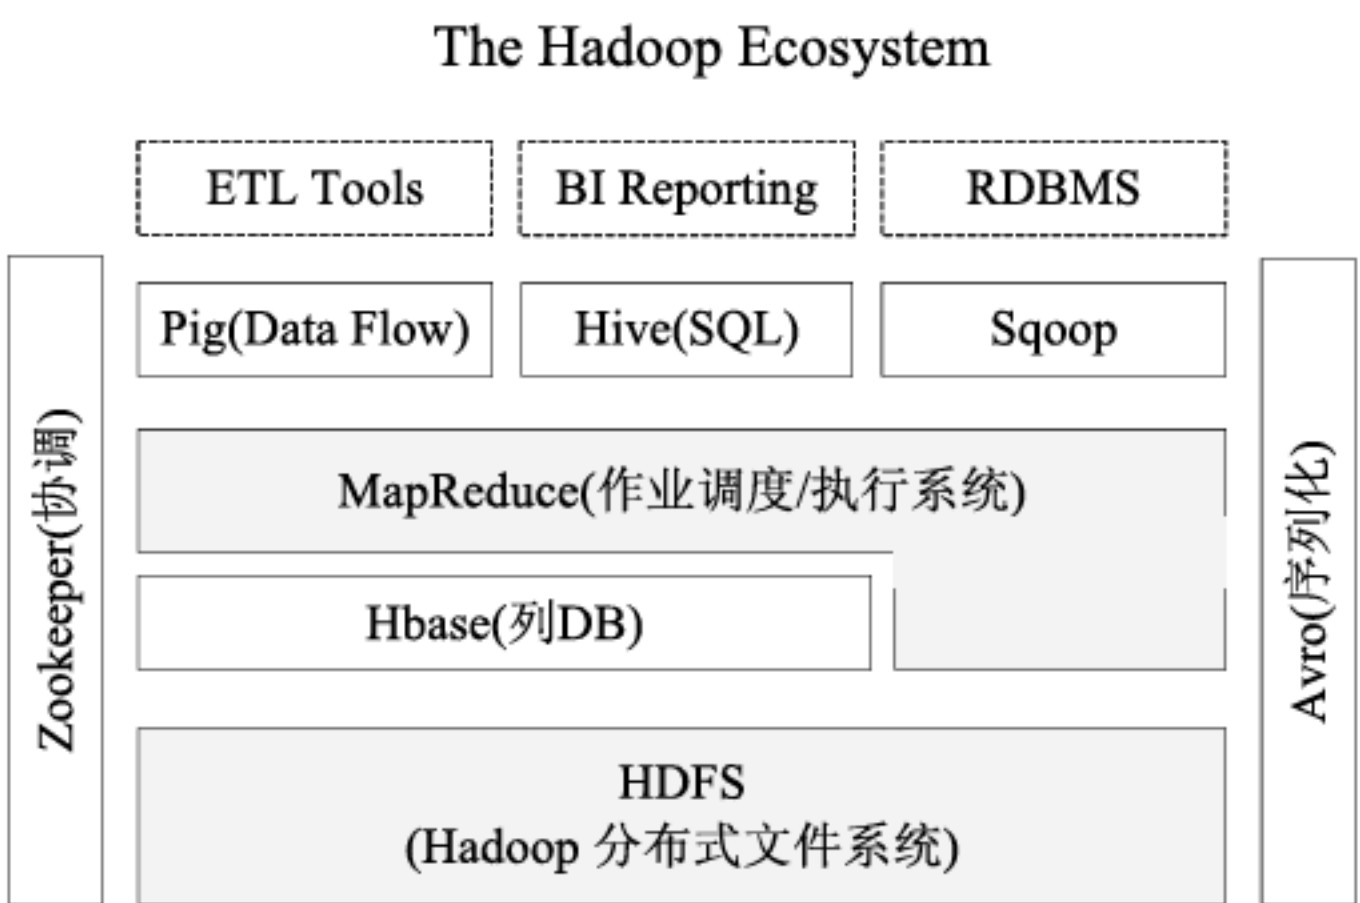 The Hadoop Ecosystem
ETL Tools
BI Reporting
RDBMS
Pig(Data Flow)
Hive(SQL)
Sqoop
Zookeeper(协调)
MapReduce(作业调度/执行系统)
Hbase(列DB)
Avro(序列化)
HDFS
(Hadoop 分布式文件系统)